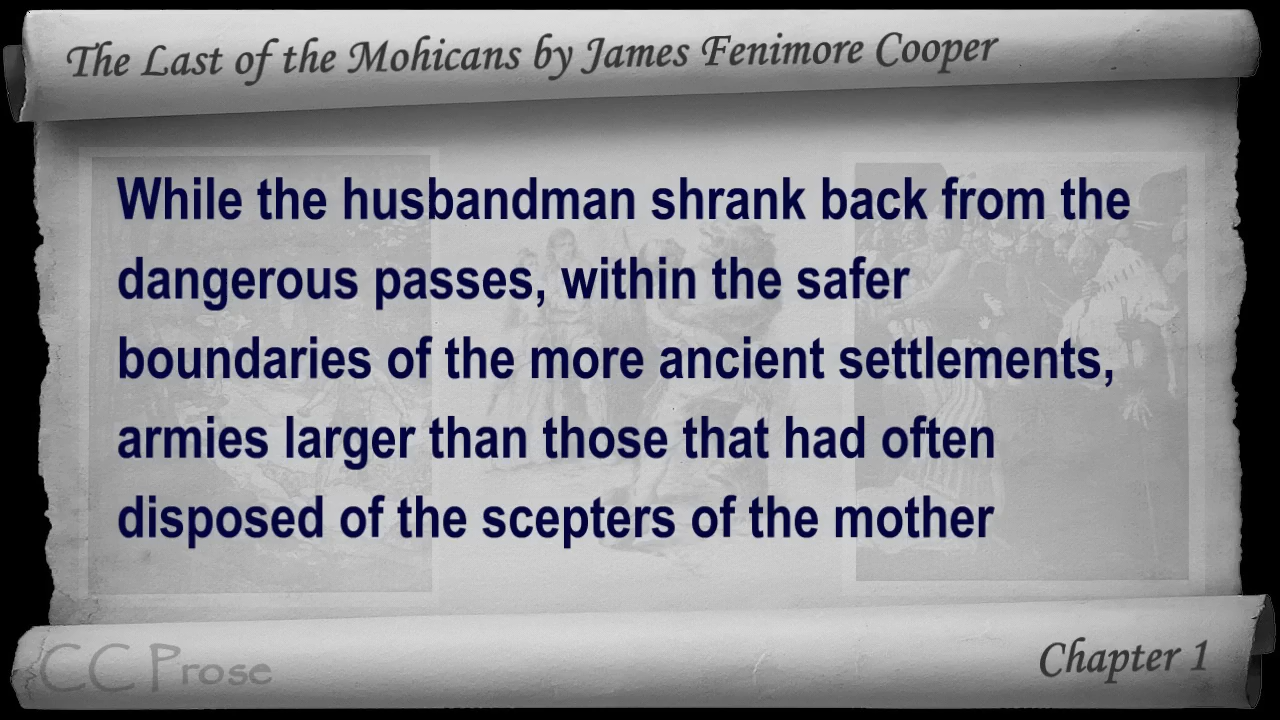 The Last of the Mohicans by James Fenimore Cooper
While the husbandman shrank back from the
dangerous passes, within the safer
boundaries of the more ancient settlements,
armies larger than those that had often
disposed of the scepters of the mother
CC Prose
Chapter 1